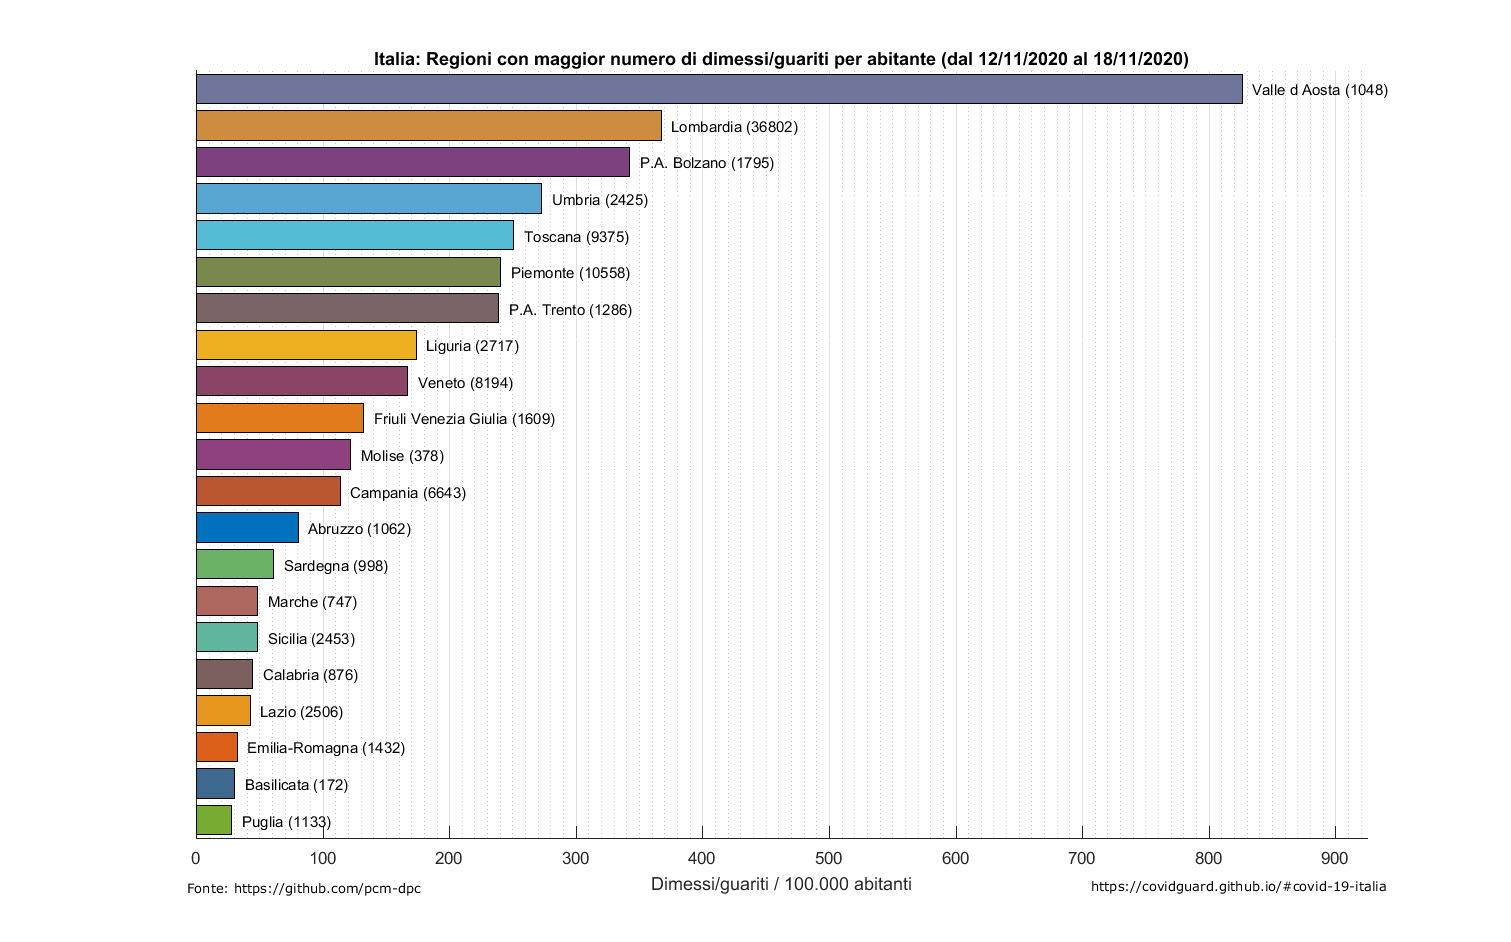 Italia: Regioni con maggior numero di dimessi/guariti per abitante (dal 12/11/2020 al 18/11/2020)
Valle d Aosta (1048)
Lombardia (36802)
P.A. Bolzano (1795)
Umbria (2425)
Toscana (9375)
Piemonte (10558)
P.A. Trento (1286)
Liguria (2717)
Veneto (8194)
Friuli Venezia Giulia (1609)
Molise (378)
Campania (6643)
Abruzzo (1062)
Sardegna (998)
Marche (747)
Sicilia (2453)
Calabria (876)
Lazio (2506)
Emilia-Romagna (1432)
Basilicata (172)
Puglia (1133)
0 100 200 300 400 500 600 700 800 900
Dimessi/guariti / 100.000 abitanti
Fonte: https://github.com/pcm-dpc
https://covidguard.github.io/#covid-19-italia